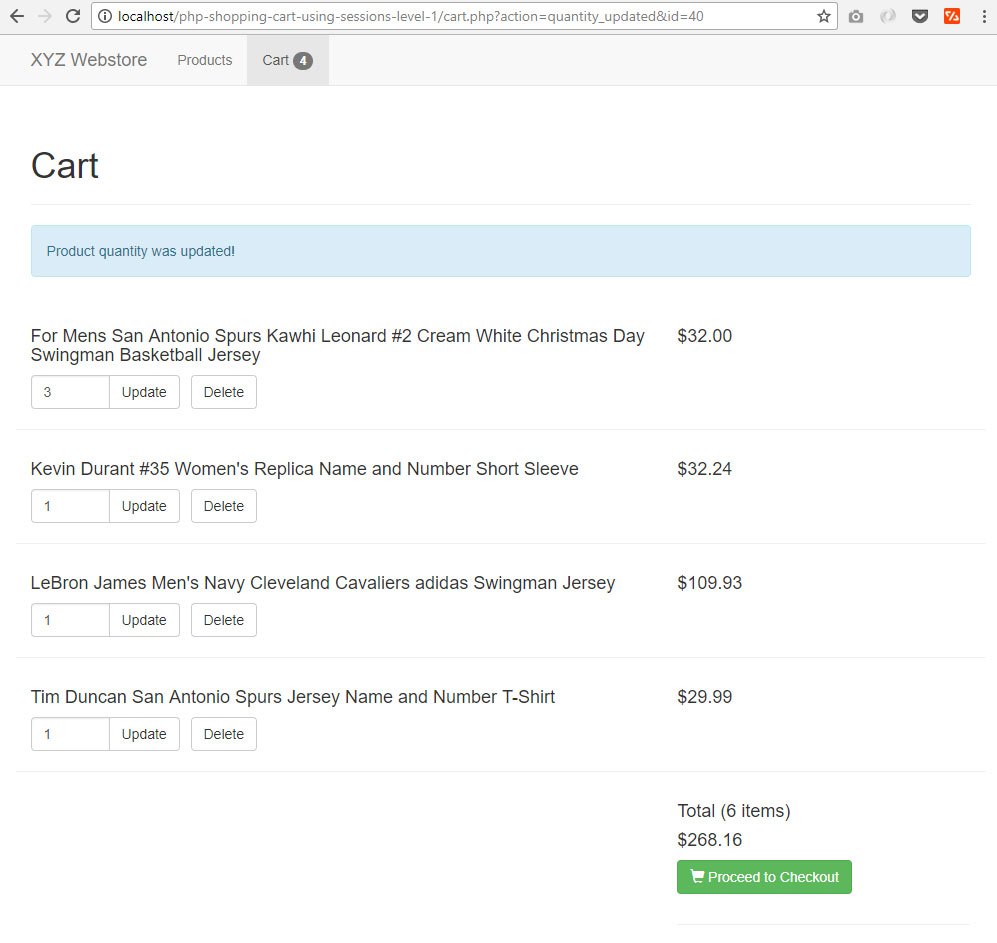 localhost/php-shopping-cart-using-sessions-level-1/cart.php?action=quantity_updated&id=40
XYZ Webstore Products Cart 4
Cart
Product quantity was updated!
For Mens San Antonio Spurs Kawhi Leonard #2 Cream White Christmas Day $32.00
Swingman Basketball Jersey
3 Update Delete
Kevin Durant #35 Women's Replica Name and Number Short Sleeve $32.24
1 Update Delete
LeBron James Men's Navy Cleveland Cavaliers adidas Swingman Jersey $109.93
1 Update Delete
Tim Duncan San Antonio Spurs Jersey Name and Number T-Shirt $29.99
1 Update Delete
Total (6 items)
$268.16
Proceed to Checkout